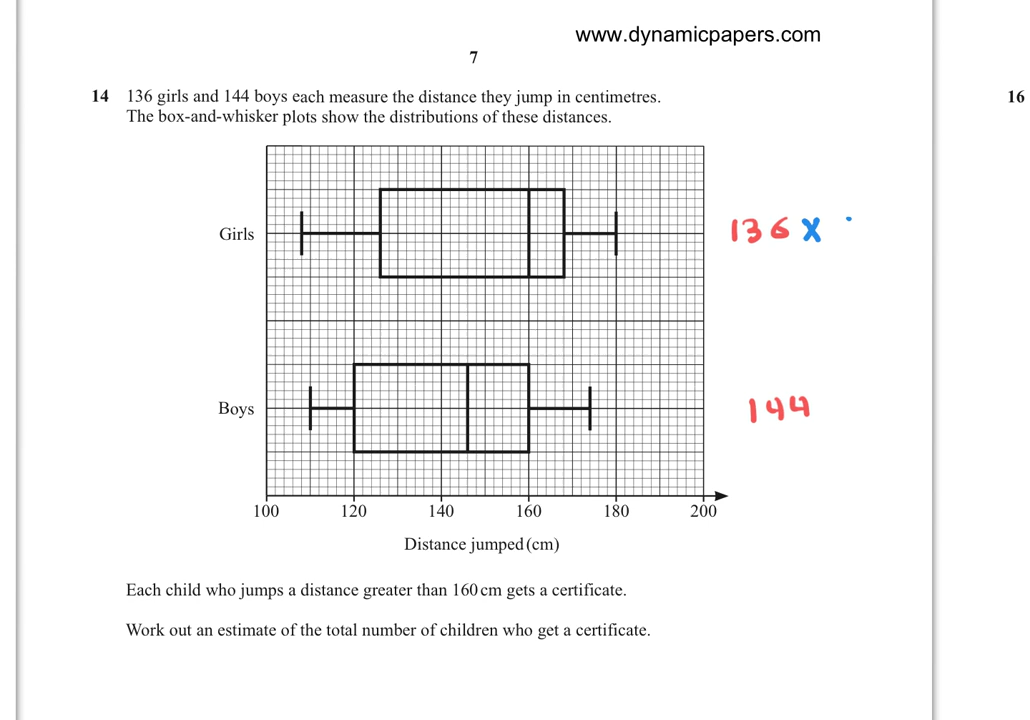 www.dynamicpapers.com
7
14 136 girls and 144 boys each measure the distance they jump in centimetres.
16
The box-and-whisker plots show the distributions of these distances.
Girls
136 x
Boys
144
100 120 140 160 180 200
Distance jumped (cm)
Each child who jumps a distance greater than 160 cm gets a certificate.
Work out an estimate of the total number of children who get a certificate.